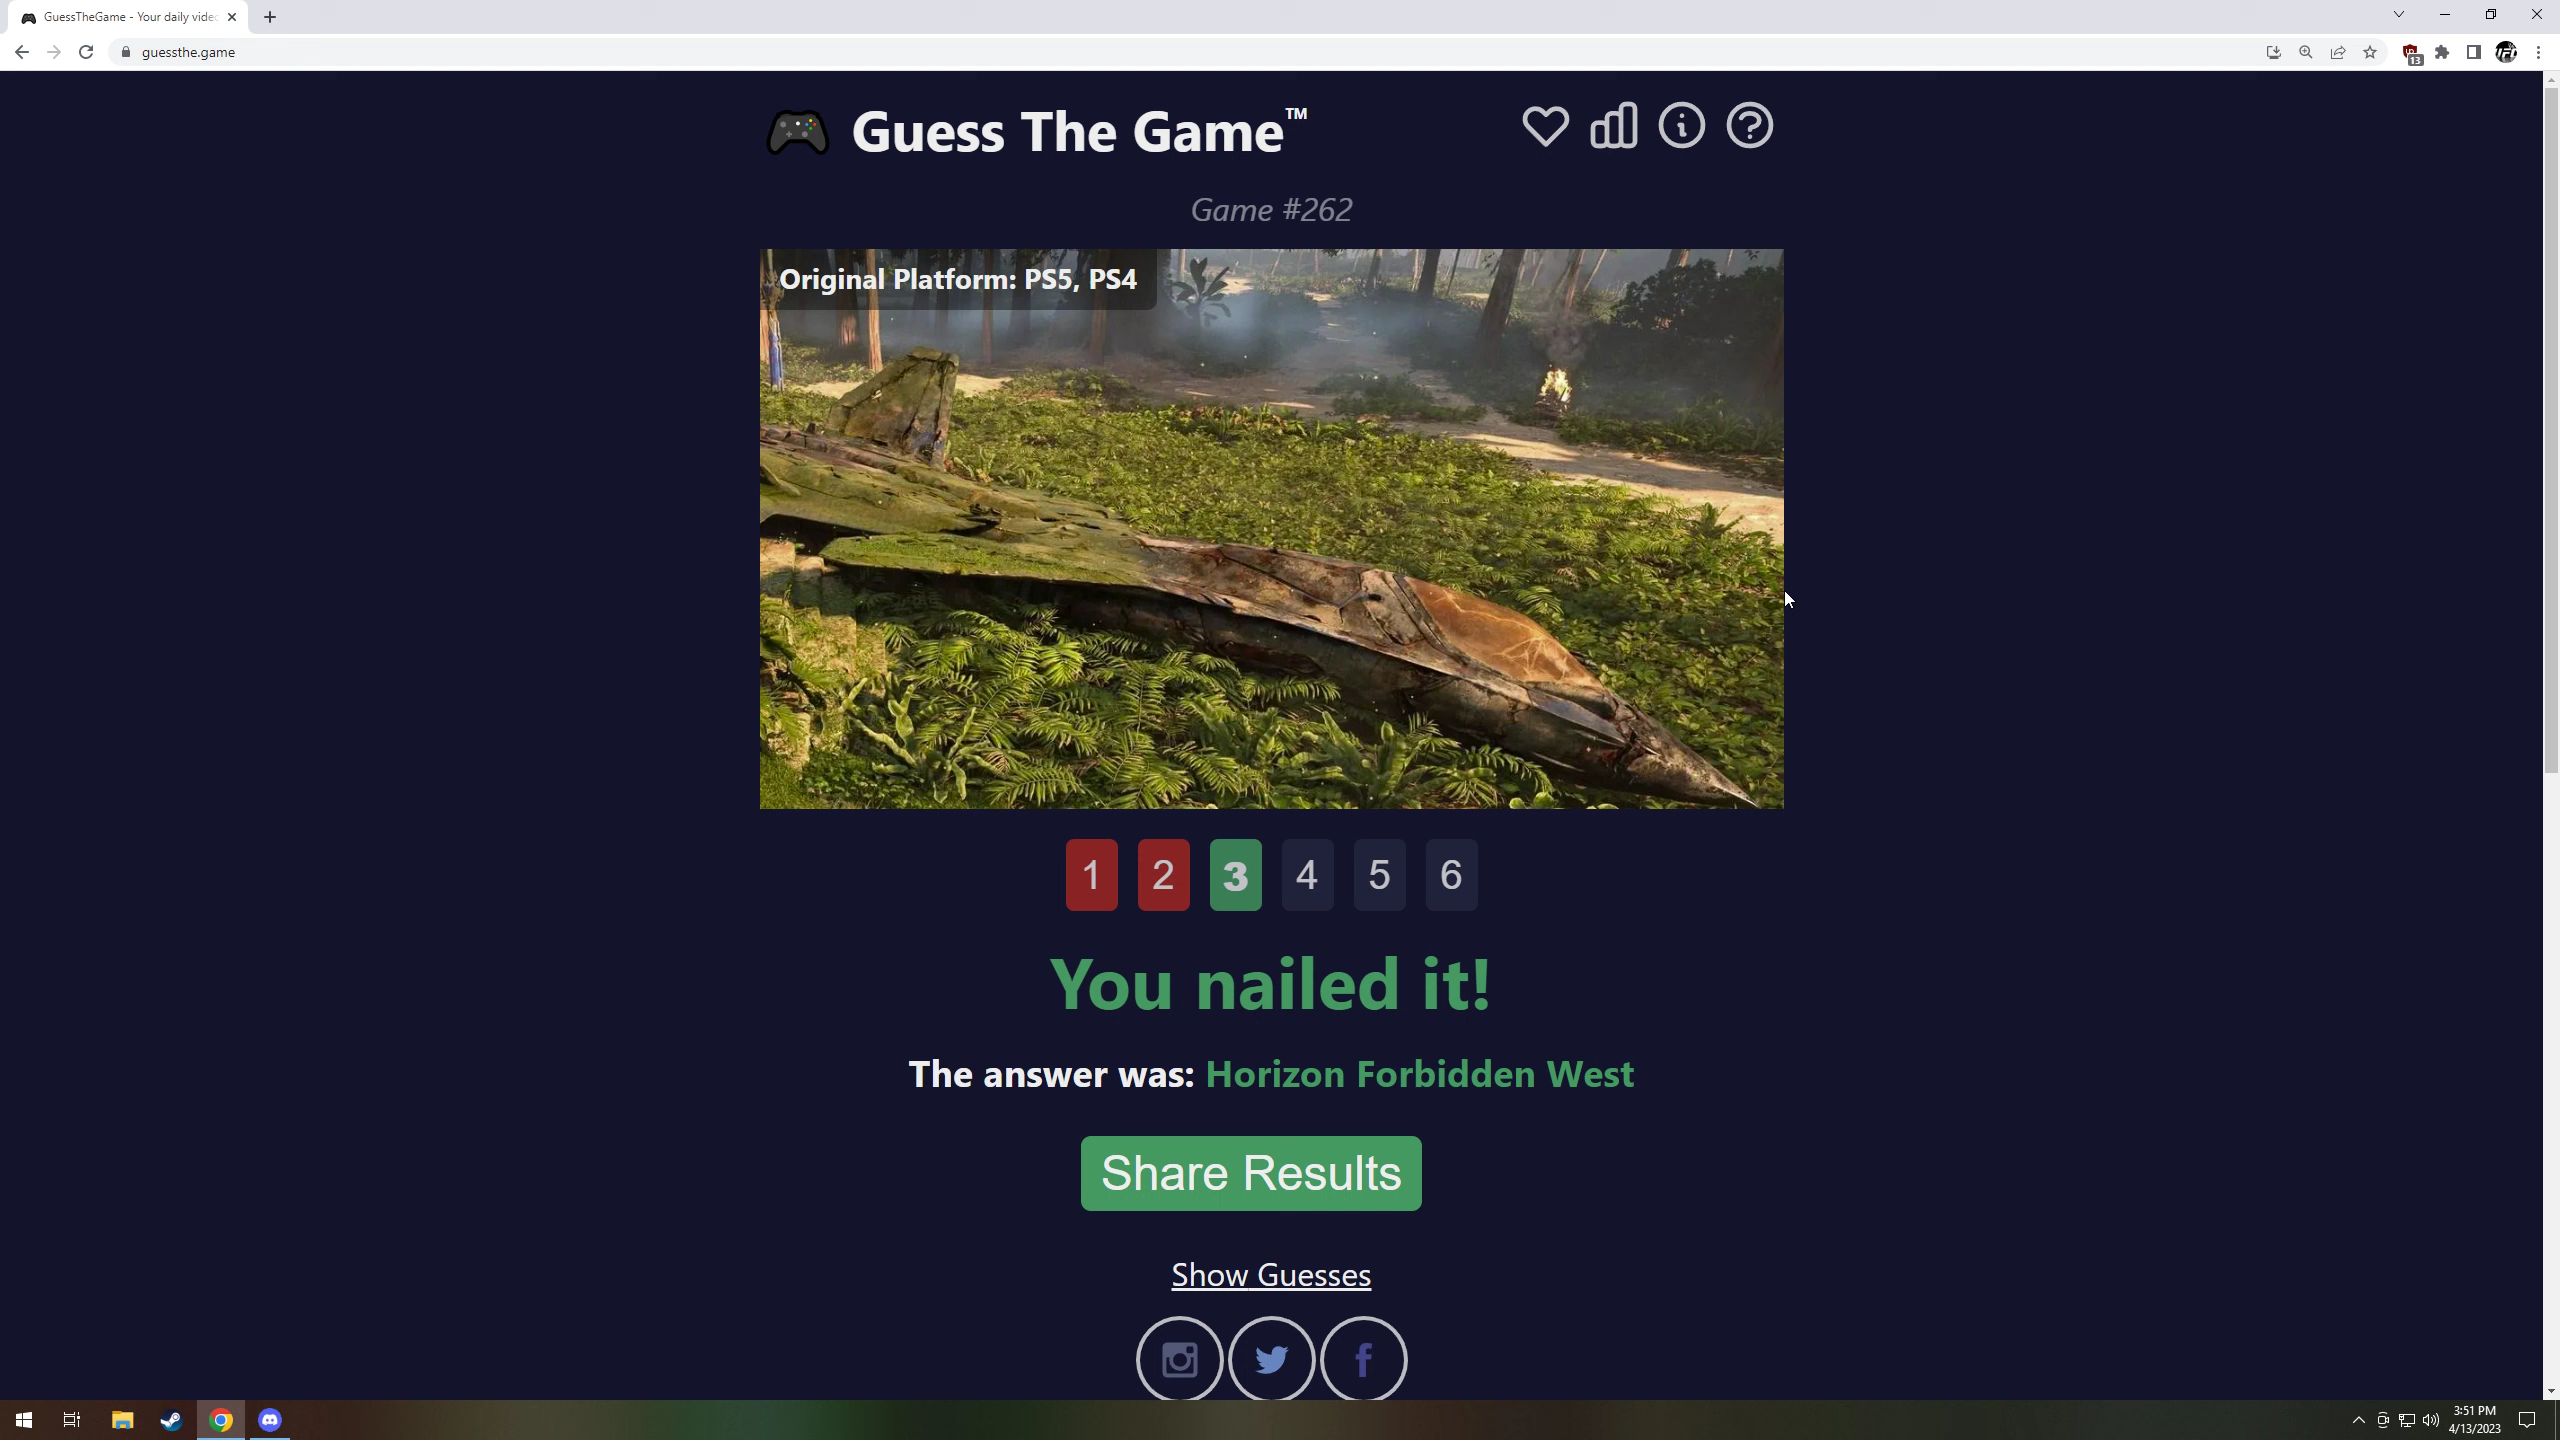 GuessTheGame - Your daily video
guessthe.game
13
Guess The Game™
Game #262
Original Platform: PS5, PS4
1 2 3 4 5 6
You nailed it!
The answer was: Horizon Forbidden West
Share Results
Show Guesses
3:51 PM
4/13/2023